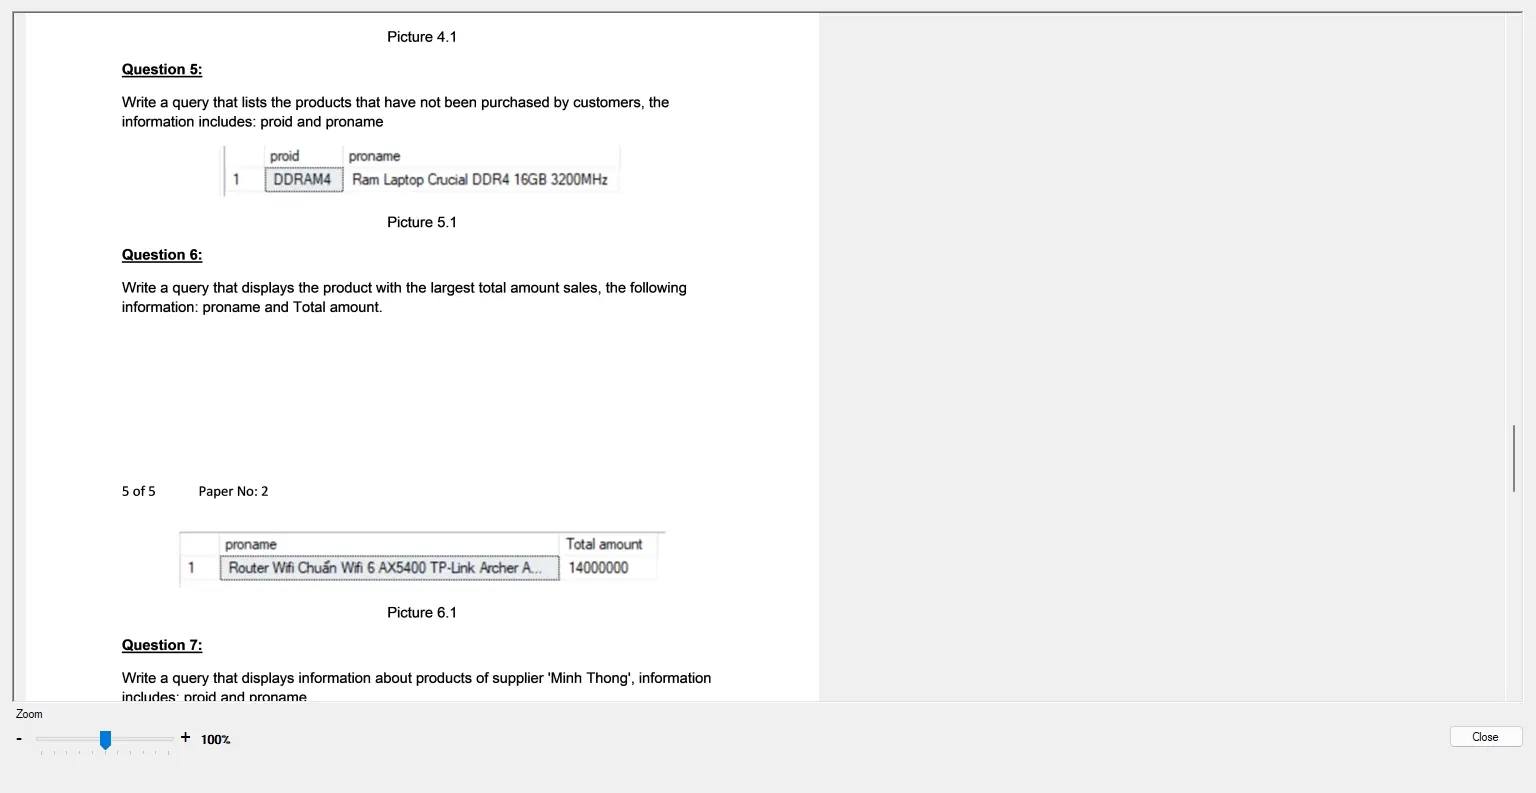 Picture 4.1
Question 5:
Write a query that lists the products that have not been purchased by customers, the
information includes: proid and proname
proid proname
1 DDRAM4 Ram Laptop Crucial DDR4 16GB 3200MHz
Picture 5.1
Question 6:
Write a query that displays the product with the largest total amount sales, the following
information: proname and Total amount.
5 of 5 Paper No: 2
proname Total amount
1 Router Wifi Chuẩn Wifi 6 AX5400 TP-Link Archer A... 14000000
Picture 6.1
Question 7:
Write a query that displays information about products of supplier 'Minh Thong', information
includes: proid and proname
Zoom
- + 100%
Close